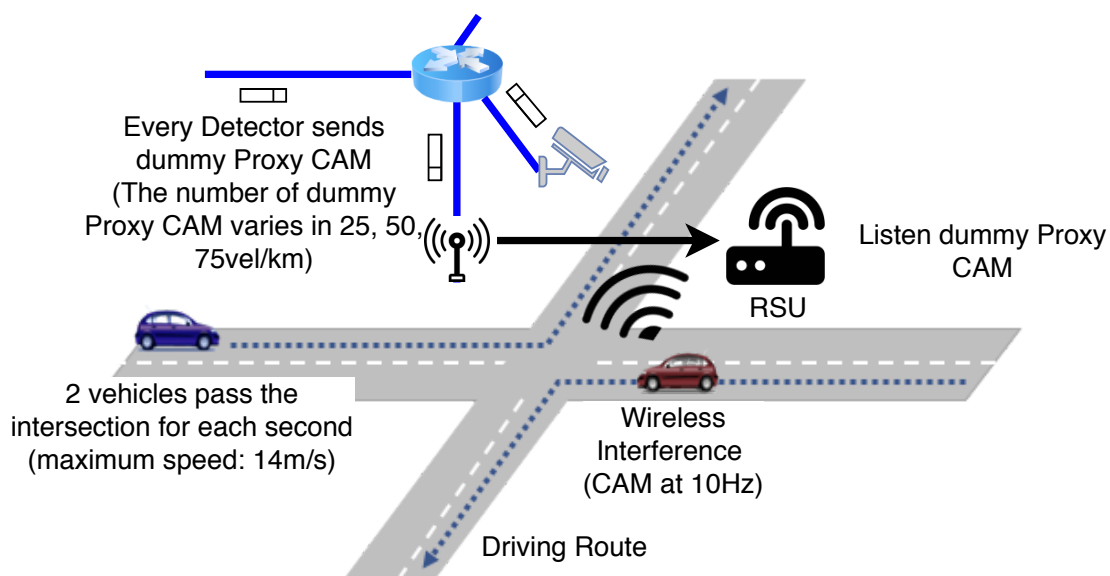 Every Detector sends
dummy Proxy CAM
(The number of dummy
Proxy CAM varies in 25, 50,
75vel/km)
Listen dummy Proxy
CAM
RSU
2 vehicles pass the
intersection for each second
(maximum speed: 14m/s)
Wireless
Interference
(CAM at 10Hz)
Driving Route